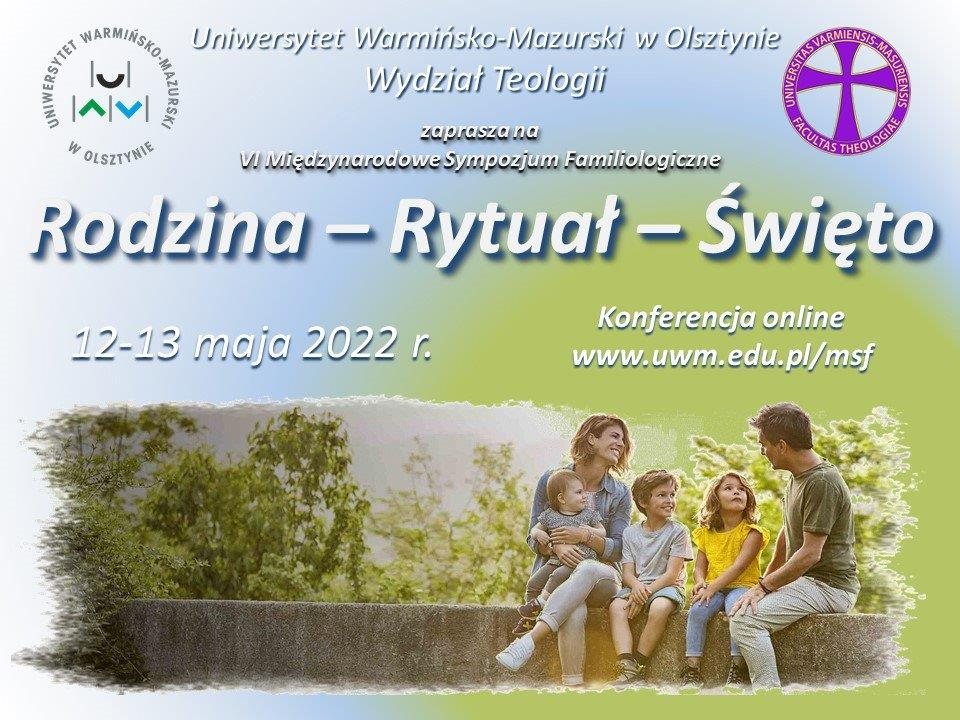 UNIWERSYTET WARMIŃSKO-MAZURSKI
W OLSZTYNIE
Uniwersytet Warmińsko-Mazurski w Olsztynie
Wydział Teologii
zaprasza na
VI Międzynarodowe Sympozjum Familiologiczne
UNIVERSITAS VARMIENSIS-MASURIENSIS
FACULTAS THEOLOGIAE
Rodzina – Rytuał – Święto
12-13 maja 2022 r.
Konferencja online
www.uwm.edu.pl/msf